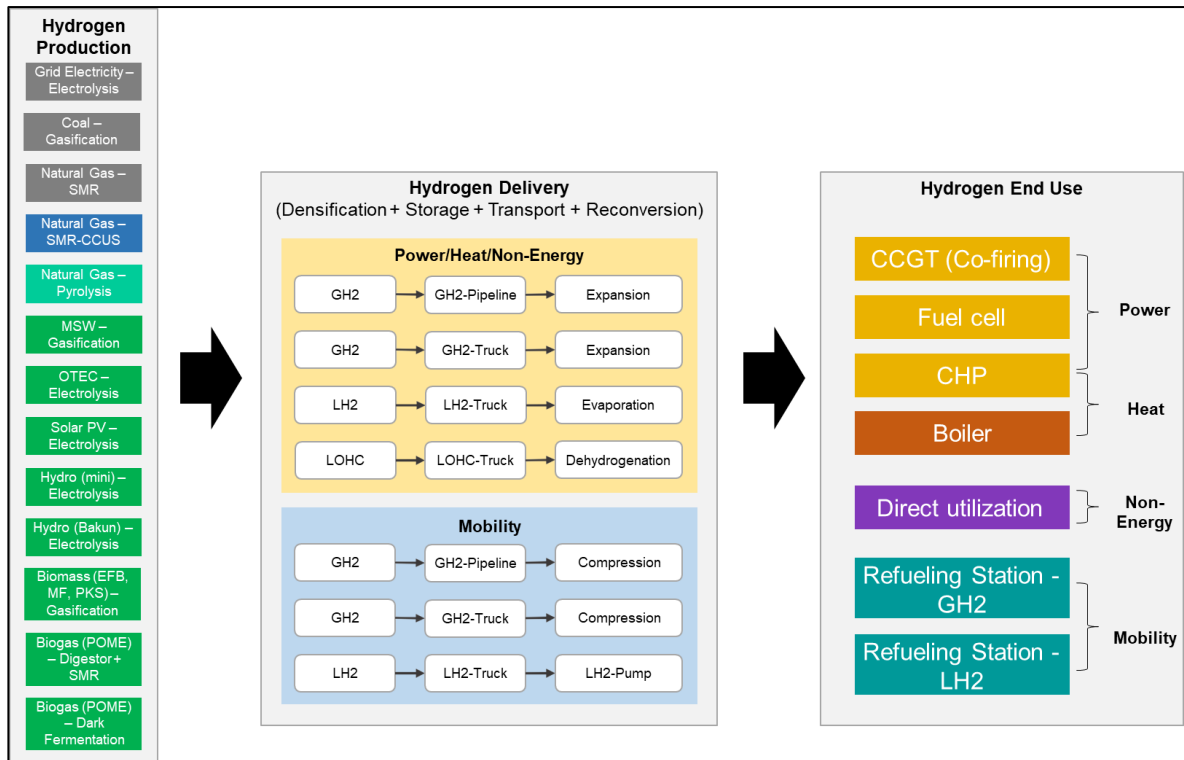 Hydrogen
Production
Grid Electricity –
Electrolysis
Coal –
Gasification
Natural Gas –
SMR
Natural Gas –
SMR-CCUS
Natural Gas –
Pyrolysis
MSW –
Gasification
OTEC –
Electrolysis
Solar PV –
Electrolysis
Hydro (mini) –
Electrolysis
Hydro (Bakun) –
Electrolysis
Biomass (EFB,
MF, PKS) –
Gasification
Biogas (POME)
– Digestor+
SMR
Biogas (POME)
– Dark
Fermentation
Hydrogen Delivery
(Densification + Storage + Transport + Reconversion)
Power/Heat/Non-Energy
GH2 GH2-Pipeline Expansion
GH2 GH2-Truck Expansion
LH2 LH2-Truck Evaporation
LOHC LOHC-Truck Dehydrogenation
Mobility
GH2 GH2-Pipeline Compression
GH2 GH2-Truck Compression
LH2 LH2-Truck LH2-Pump
Hydrogen End Use
CCGT (Co-firing)
Fuel cell
CHP
Power
Boiler
Heat
Direct utilization
Non-
Energy
Refueling Station -
GH2
Refueling Station -
LH2
Mobility